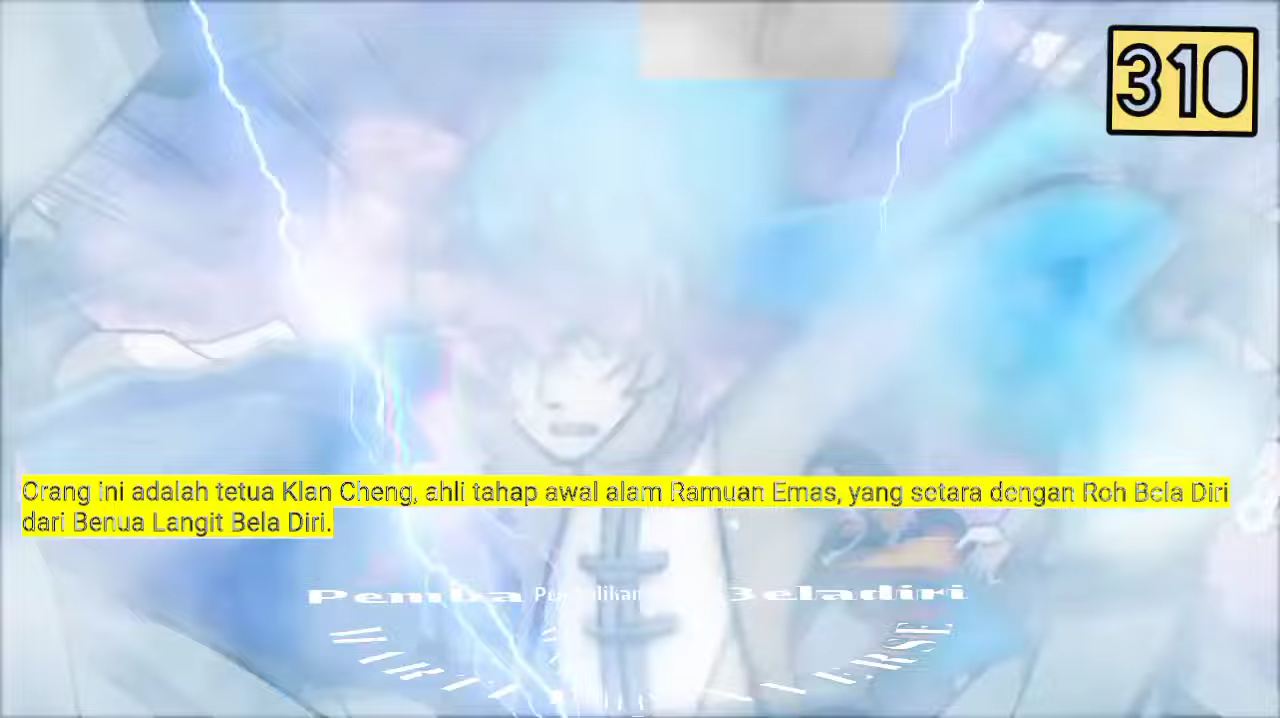 310
Orang ini adalah tetua Klan Cheng, ahli tahap awal alam Ramuan Emas, yang setara dengan Roh Bela Diri
dari Benua Langit Bela Diri.
Beladiri